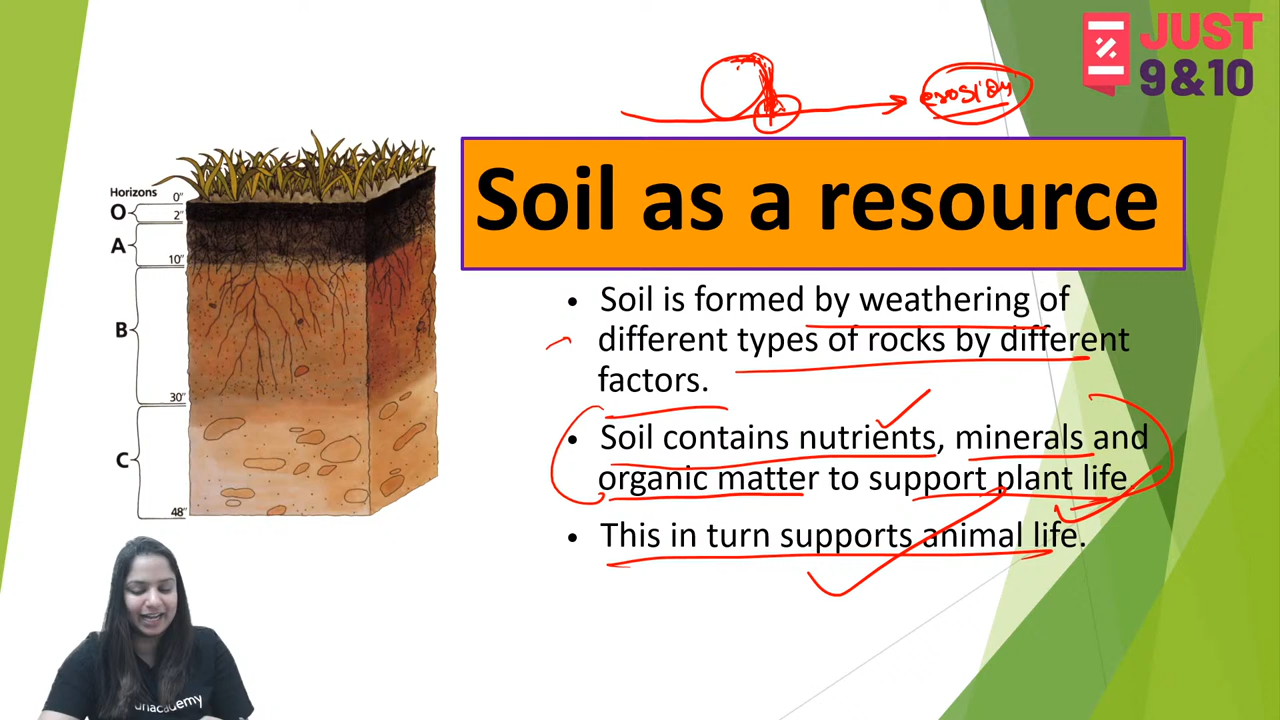 JUST
9&10
erosion
Soil as a resource
Horizons
0"
O
2"
A
10"
B
30"
C
48"
• Soil is formed by weathering of
different types of rocks by different
factors.
• Soil contains nutrients, minerals and
organic matter to support plant life.
• This in turn supports animal life.
unacademy